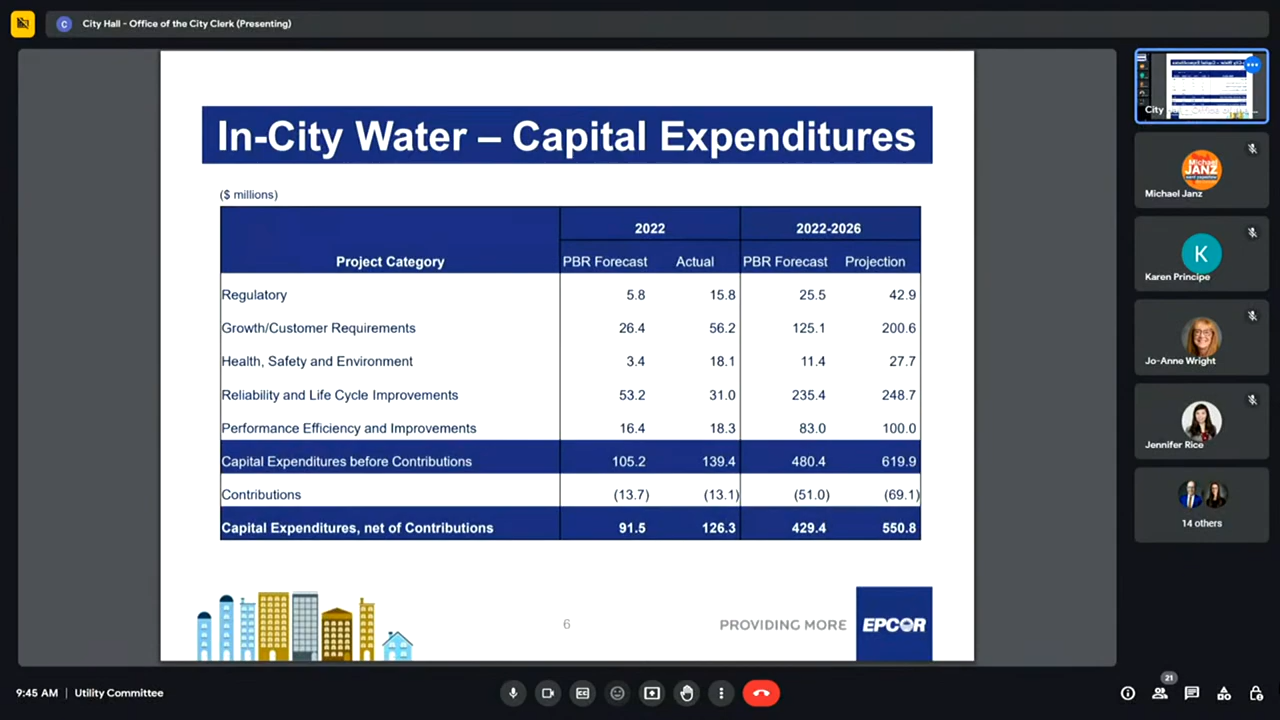 City Hall - Office of the City Clerk (Presenting)
C
In-City Water – Capital Expenditures
($ millions)
2022 2022-2026
Project Category PBR Forecast Actual PBR Forecast Projection
Regulatory 5.8 15.8 25.5 42.9
Growth/Customer Requirements 26.4 56.2 125.1 200.6
Health, Safety and Environment 3.4 18.1 11.4 27.7
Reliability and Life Cycle Improvements 53.2 31.0 235.4 248.7
Performance Efficiency and Improvements 16.4 18.3 83.0 100.0
Capital Expenditures before Contributions 105.2 139.4 480.4 619.9
Contributions (13.7) (13.1) (51.0) (69.1)
Capital Expenditures, net of Contributions 91.5 126.3 429.4 550.8
6
PROVIDING MORE
EPCOR
City
Michael
JANZ
Michael Janz
K
Karen Principe
Jo-Anne Wright
Jennifer Rice
14 others
9:45 AM | Utility Committee
21